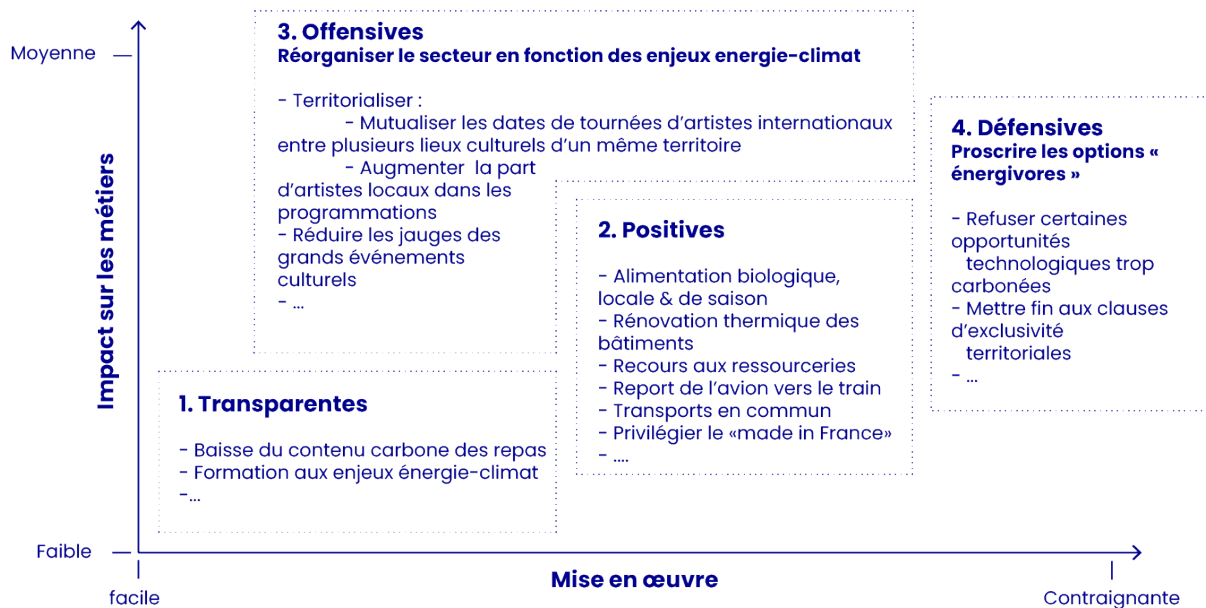 Moyenne
Impact sur les métiers
Faible
facile
Mise en œuvre
Contraignante
3. Offensives
Réorganiser le secteur en fonction des enjeux energie-climat
- Territorialiser :
- Mutualiser les dates de tournées d’artistes internationaux
entre plusieurs lieux culturels d’un même territoire
- Augmenter la part
d’artistes locaux dans les
programmations
- Réduire les jauges des
grands événements
culturels
- ...
1. Transparentes
- Baisse du contenu carbone des repas
- Formation aux enjeux énergie-climat
-...
2. Positives
- Alimentation biologique,
locale & de saison
- Rénovation thermique des
bâtiments
- Recours aux ressourceries
- Report de l’avion vers le train
- Transports en commun
- Privilégier le «made in France»
- ....
4. Défensives
Proscrire les options «
énergivores »
- Refuser certaines
opportunités
technologiques trop
carbonées
- Mettre fin aux clauses
d’exclusivité
territoriales
- ...